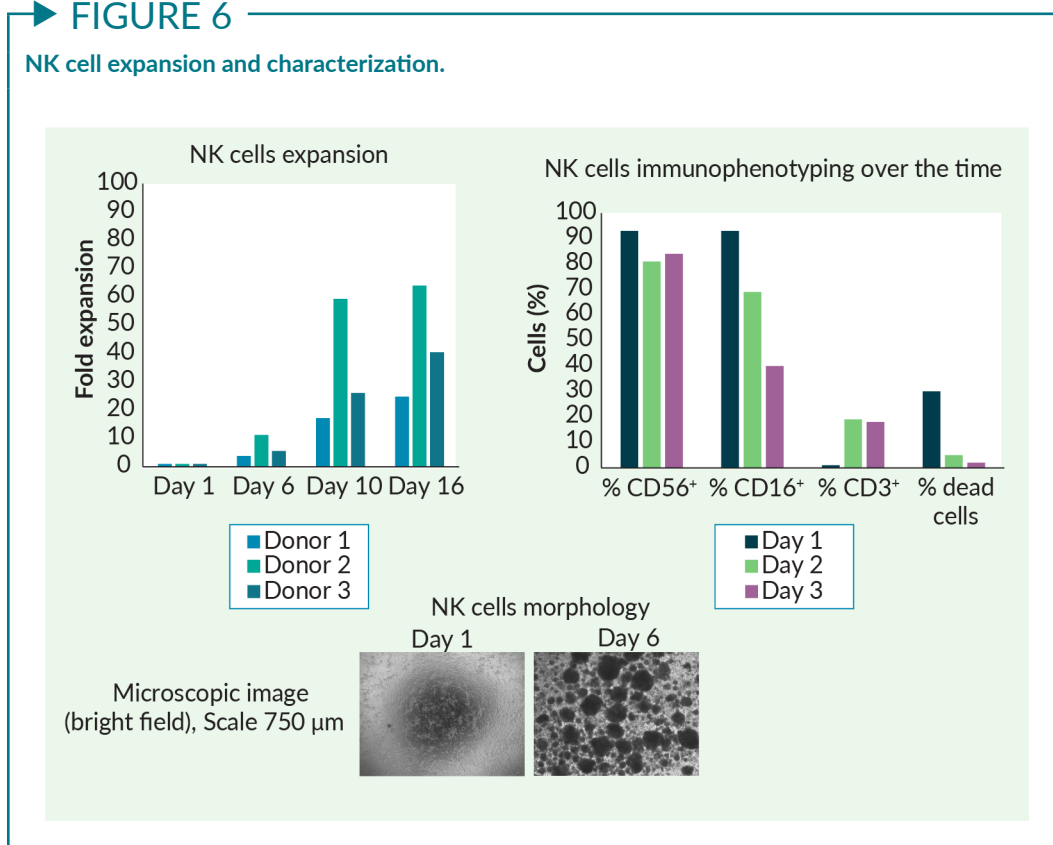 FIGURE 6
NK cell expansion and characterization.
NK cells expansion
Fold expansion
100
90
80
70
60
50
40
30
20
10
0
Day 1
Day 6
Day 10
Day 16
Donor 1
Donor 2
Donor 3
NK cells immunophenotyping over the time
Cells (%)
100
90
80
70
60
50
40
30
20
10
0
% CD56⁺
% CD16⁺
% CD3⁺
% dead
cells
Day 1
Day 2
Day 3
NK cells morphology
Day 1
Day 6
Microscopic image
(bright field), Scale 750 µm